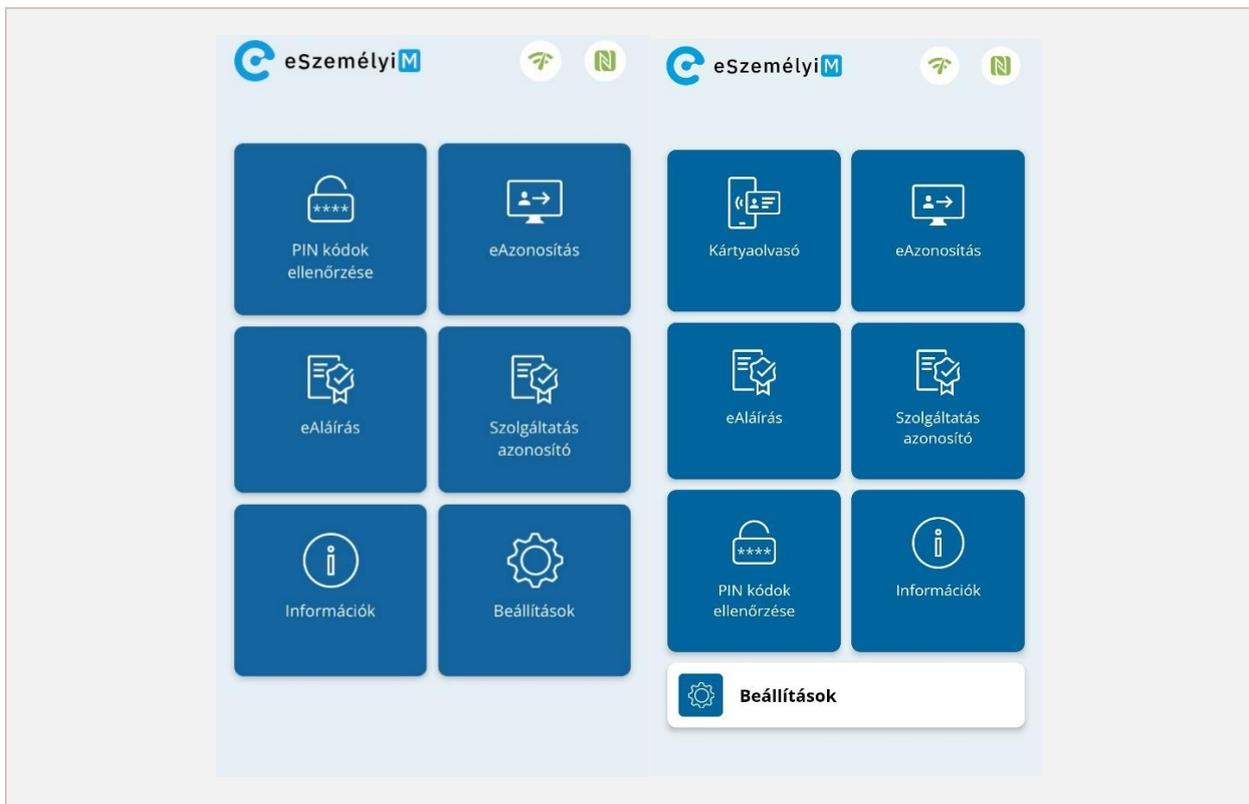 eSzemélyiM
PIN kódok
ellenőrzése
eAzonosítás
****
eAláírás
Szolgáltatás
azonosító
Információk
Beállítások
eSzemélyiM
Kártyaolvasó
eAzonosítás
eAláírás
Szolgáltatás
azonosító
****
PIN kódok
ellenőrzése
Információk
Beállítások